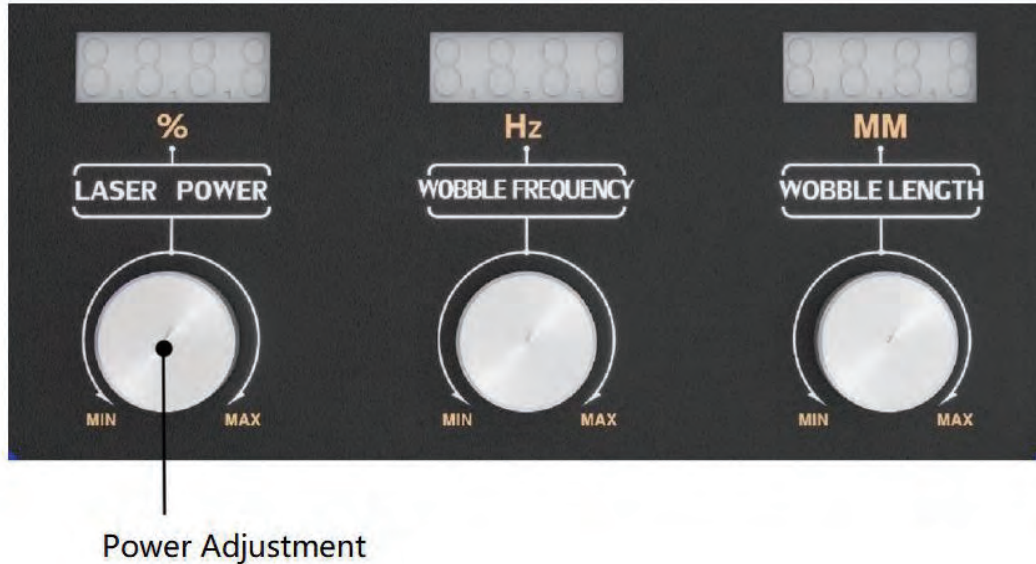 % Hz MM
LASER POWER WOBBLE FREQUENCY WOBBLE LENGTH
MIN MAX MIN MAX MIN MAX
Power Adjustment